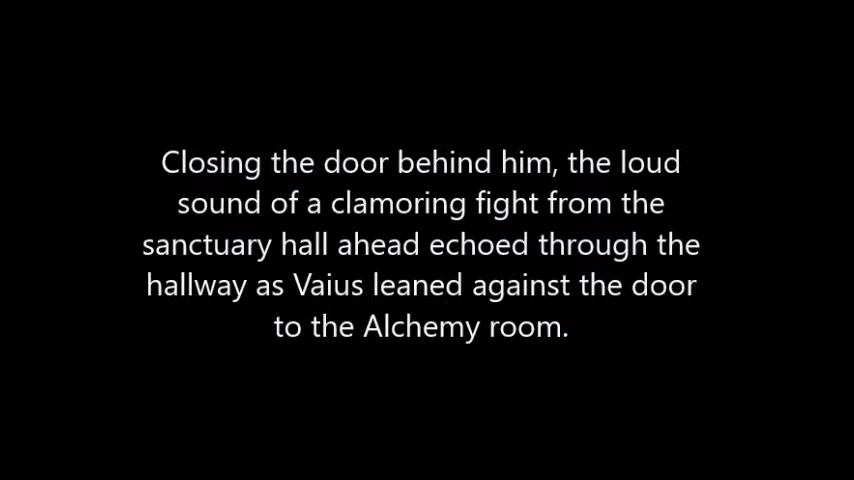 Closing the door behind him, the loud
sound of a clamoring fight from the
sanctuary hall ahead echoed through the
hallway as Vaius leaned against the door
to the Alchemy room.